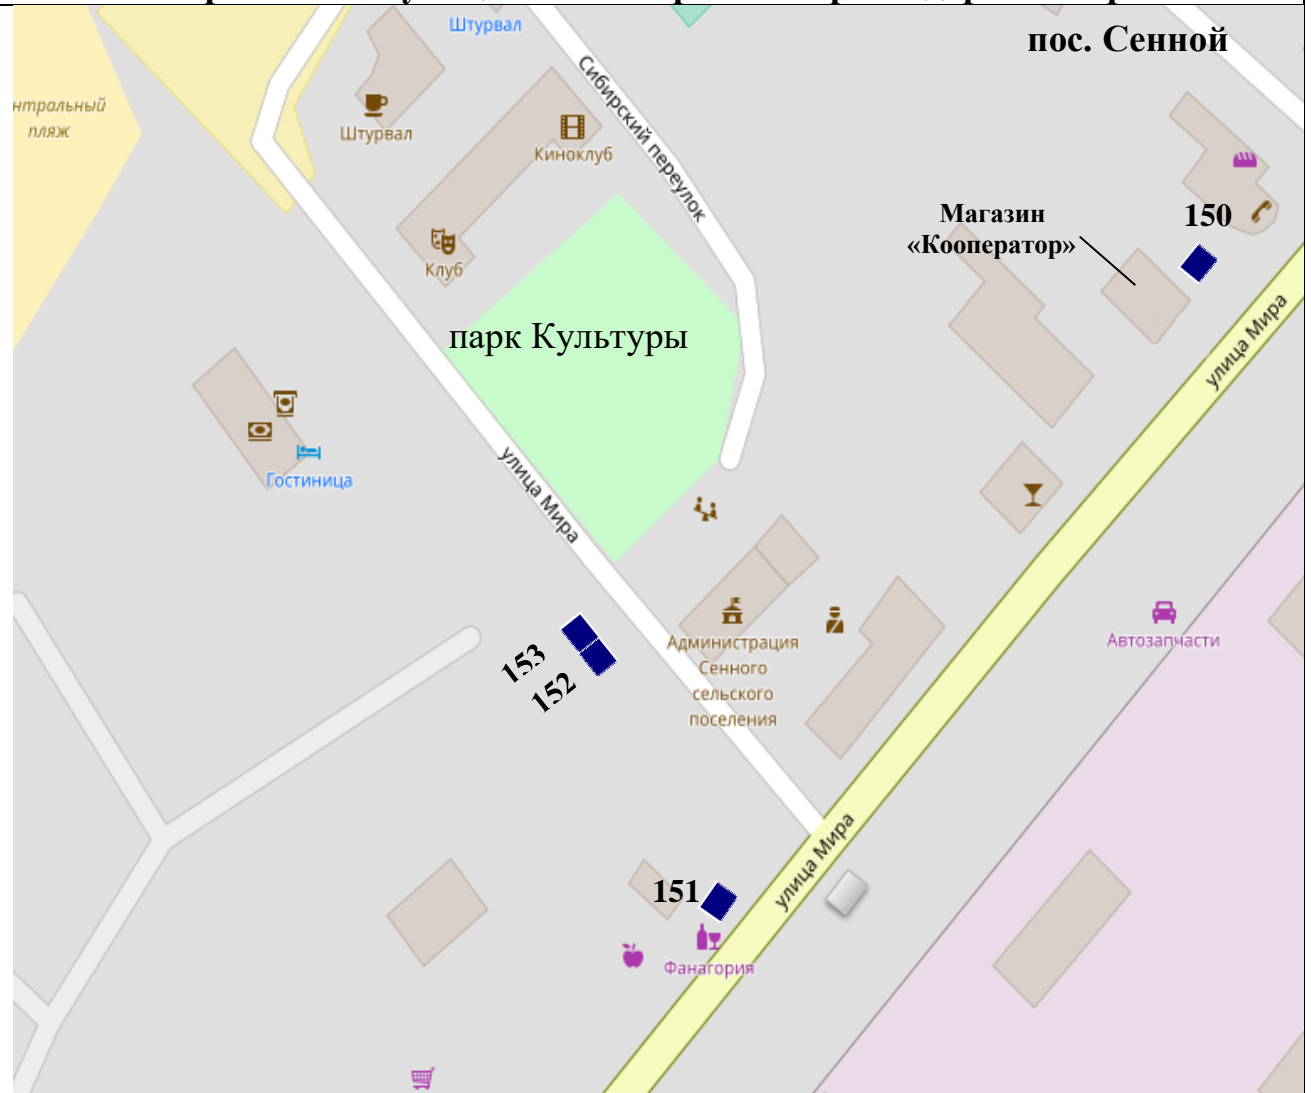 пос. Сенной
Штурвал
Сибирский переулок
нтральный
пляж
Штурвал
Киноклуб
Клуб
Магазин
«Кооператор»
150
парк Культуры
улица Мира
Гостиница
улица Мира
Администрация
Сенного
сельского
поселения
Автозапчасти
153
152
улица Мира
151
Фанагория